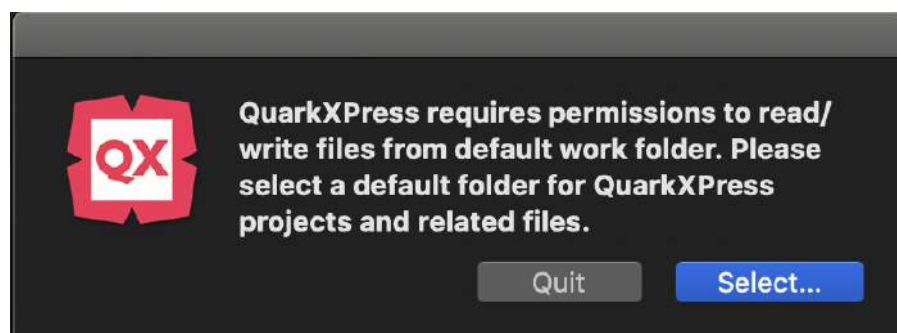 QX
QuarkXPress requires permissions to read/
write files from default work folder. Please
select a default folder for QuarkXPress
projects and related files.
Quit
Select...